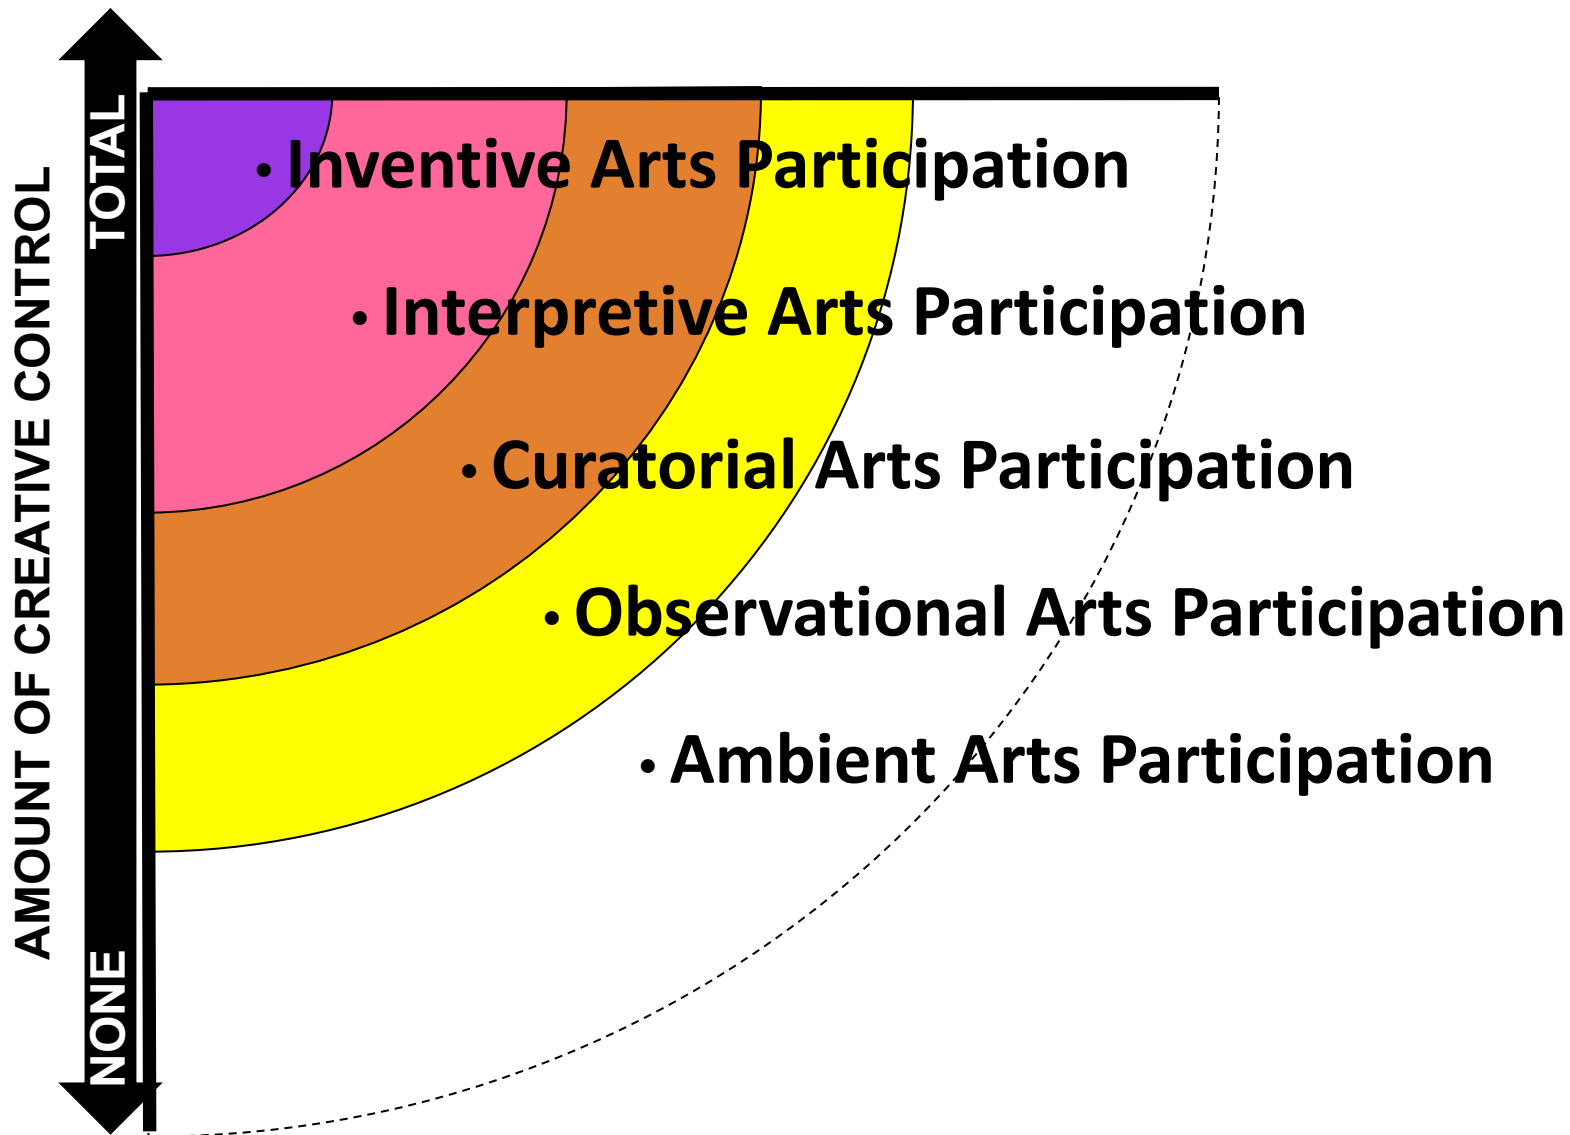 AMOUNT OF CREATIVE CONTROL
TOTAL
NONE
• Inventive Arts Participation
• Interpretive Arts Participation
• Curatorial Arts Participation
• Observational Arts Participation
• Ambient Arts Participation